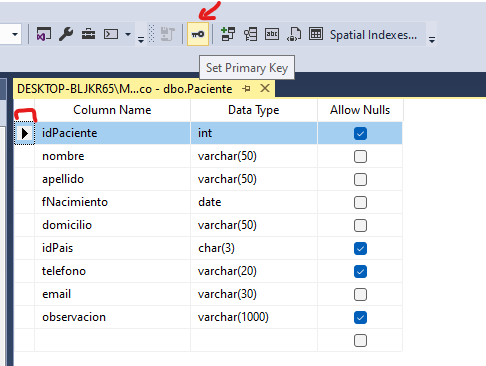 Spatial Indexes...
Set Primary Key
DESKTOP-BLJKR65\M...co - dbo.Paciente
Column Name Data Type Allow Nulls
idPaciente int
nombre varchar(50)
apellido varchar(50)
fNacimiento date
domicilio varchar(50)
idPais char(3)
telefono varchar(20)
email varchar(30)
observacion varchar(1000)